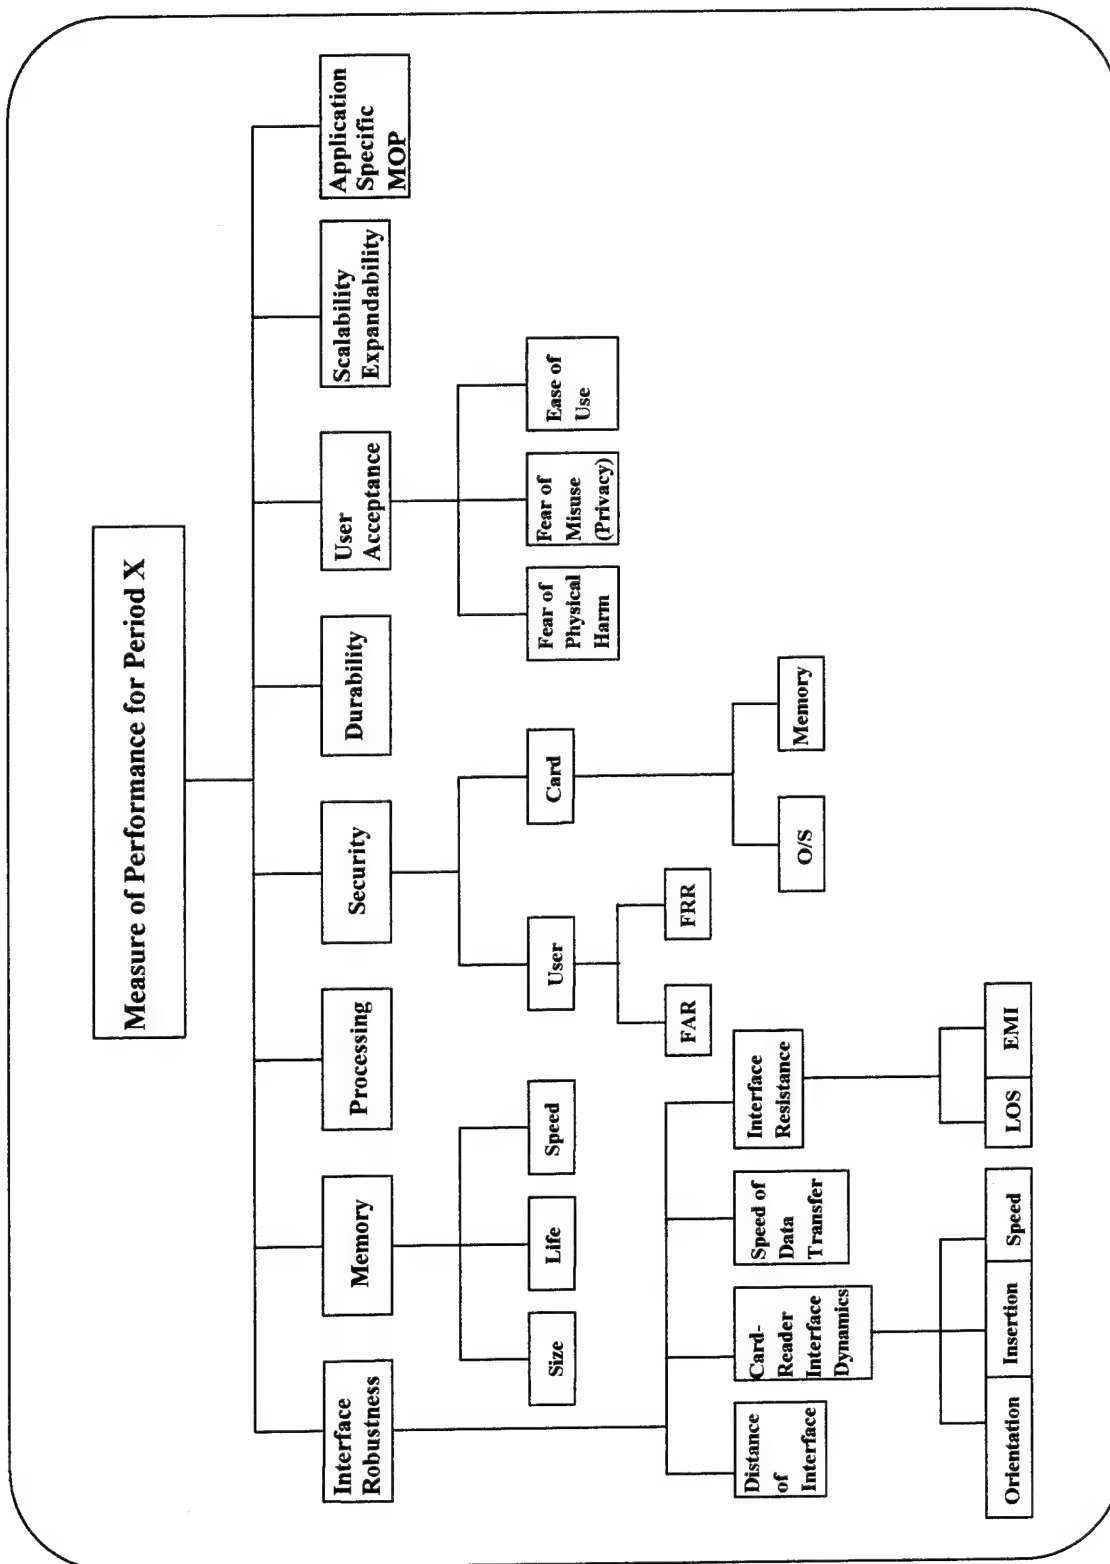 Measure of Performance for Period X
Interface
Robustness
Memory
Processing
Security
Durability
User
Acceptance
Scalability
Expandability
Application
Specific
MOP
Size
Life
Speed
User
Card
Fear of
Physical
Harm
Fear of
Misuse
(Privacy)
Ease of
Use
FAR
FRR
Distance
of
Interface
Card-
Reader
Interface
Dynamics
Speed of
Data
Transfer
Interface
Resistance
O/S
Memory
Orientation
Insertion
Speed
LOS
EMI